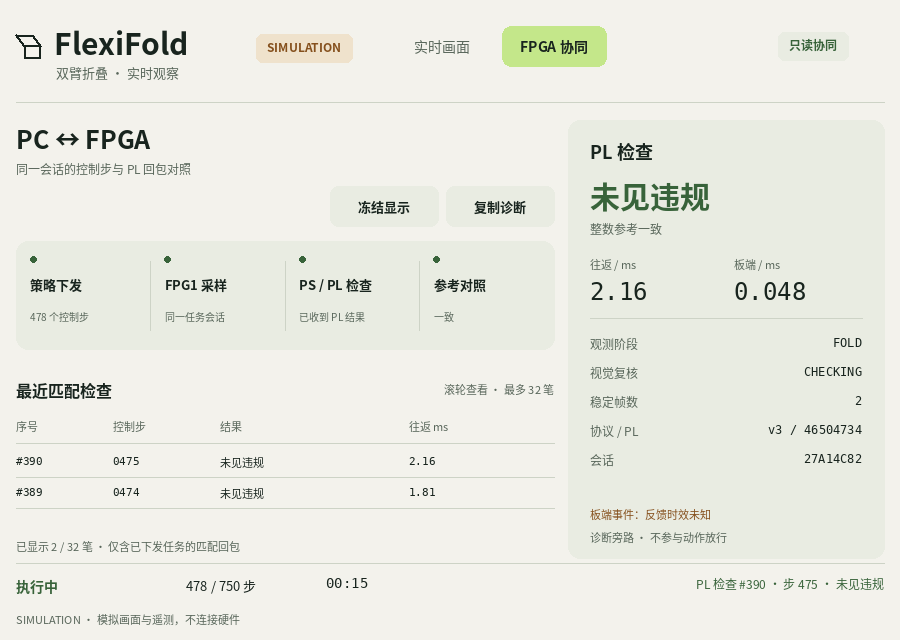 FlexiFold
双臂折叠 · 实时观察
SIMULATION
实时画面
FPGA 协同
只读协同
PC ↔ FPGA
同一会话的控制步与 PL 回包对照
冻结显示
复制诊断
策略下发
478 个控制步
FPG1 采样
同一任务会话
PS / PL 检查
已收到 PL 结果
参考对照
一致
最近匹配检查
滚轮查看 · 最多 32 笔
序号 控制步 结果 往返 ms
#390 0475 未见违规 2.16
#389 0474 未见违规 1.81
已显示 2 / 32 笔 · 仅含已下发任务的匹配回包
PL 检查
未见违规
整数参考一致
往返 / ms 板端 / ms
2.16 0.048
观测阶段 FOLD
视觉复核 CHECKING
稳定帧数 2
协议 / PL v3 / 46504734
会话 27A14C82
板端事件：反馈时效未知
诊断旁路 · 不参与动作放行
执行中 478 / 750 步 00:15
PL 检查 #390 · 步 475 · 未见违规
SIMULATION · 模拟画面与遥测，不连接硬件